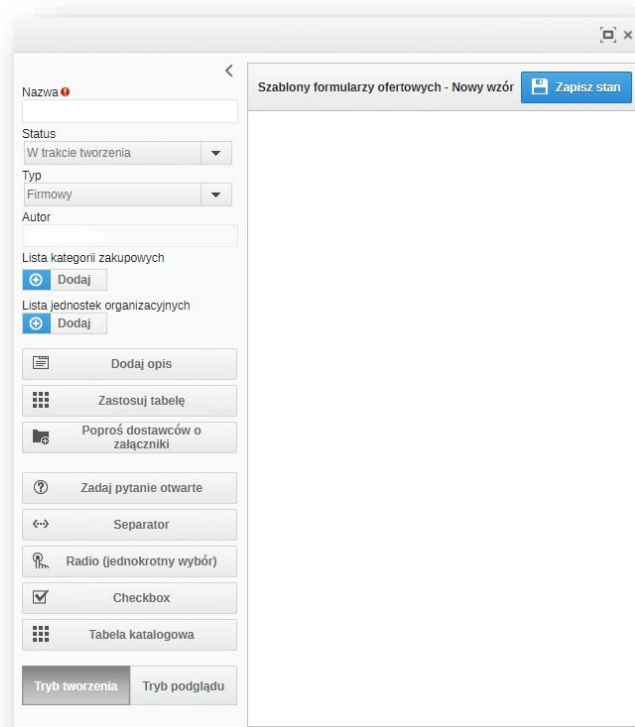 Nazwa
Status
W trakcie tworzenia
Typ
Firmowy
Autor
Lista kategorii zakupowych
Dodaj
Lista jednostek organizacyjnych
Dodaj
Dodaj opis
Zastosuj tabelę
Poproś dostawców o
załączniki
Zadaj pytanie otwarte
Separator
Radio (jednokrotny wybór)
Checkbox
Tabela katalogowa
Tryb tworzenia
Tryb podglądu
Szablony formularzy ofertowych - Nowy wzór
Zapisz stan